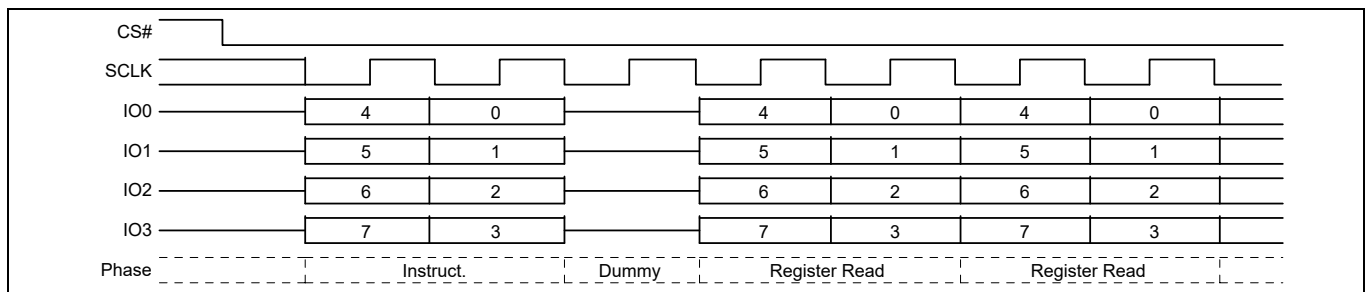 CS#
SCLK
IO0 4 0 4 0 4 0
IO1 5 1 5 1 5 1
IO2 6 2 6 2 6 2
IO3 7 3 7 3 7 3
Phase Instruct. Dummy Register Read Register Read